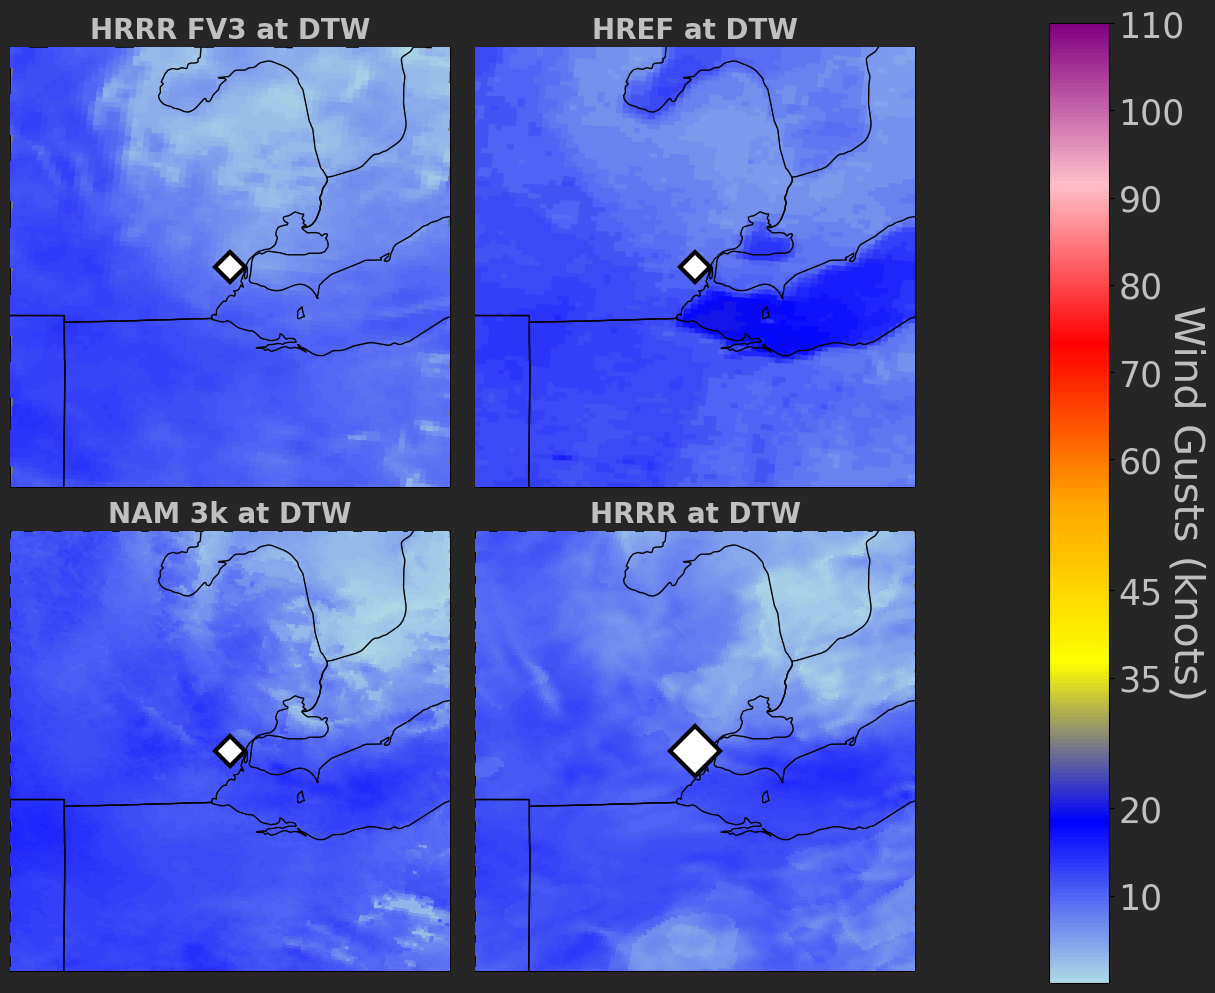 HRRR FV3 at DTW
HREF at DTW
NAM 3k at DTW
HRRR at DTW
110
100
90
80
70
60
45
35
20
10
Wind Gusts (knots)